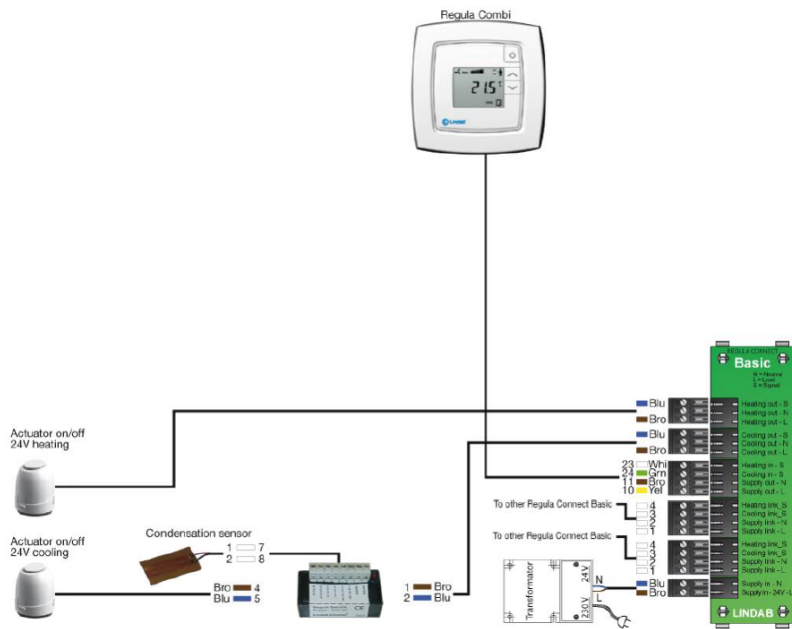 Regula Combi
21.5 °C
LINDAB
REGULA CONNECT
Basic
N = Neutral
L = Load
S = Signal
Blu
Heating out - S
Heating out - N
Bro
Heating out - L
Blu
Cooling out - S
Cooling out - N
Bro
Cooling out - L
23 Whi
Heating in - S
24 Grn
Cooling in - S
11 Bro
Supply out - N
10 Yel
Supply out - L
To other Regula Connect Basic
4
Heating link_S
3
Cooling link_S
2
Supply link - N
1
Supply link - L
To other Regula Connect Basic
4
Heating link_S
3
Cooling link_S
2
Supply link - N
1
Supply link - L
Blu
Supply in - N
Bro
Supply in - 24V - L
LINDAB
Actuator on/off
24V heating
Actuator on/off
24V cooling
Condensation sensor
1 7
2 8
Bro 4
Blu 5
1 Bro
2 Blu
Transformator
24V
230V
N
L